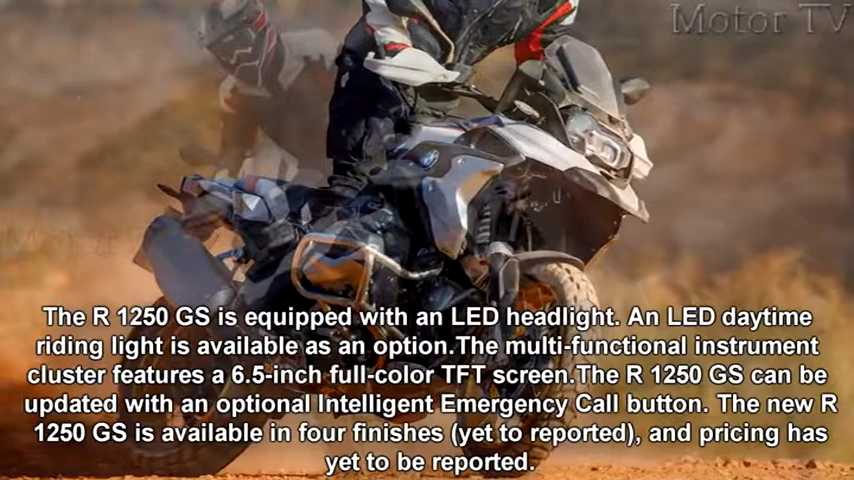 Motor TV
The R 1250 GS is equipped with an LED headlight. An LED daytime
riding light is available as an option.The multi-functional instrument
cluster features a 6.5-inch full-color TFT screen.The R 1250 GS can be
updated with an optional Intelligent Emergency Call button. The new R
1250 GS is available in four finishes (yet to reported), and pricing has
yet to be reported.